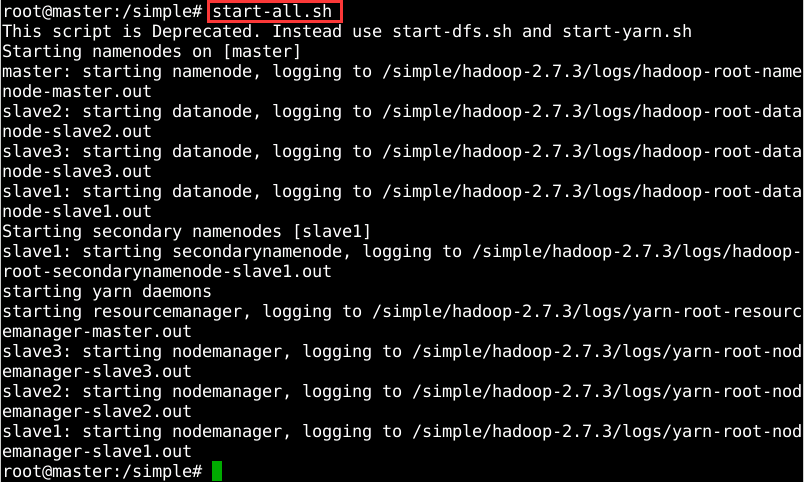 root@master:/simple# start-all.sh
This script is Deprecated. Instead use start-dfs.sh and start-yarn.sh
Starting namenodes on [master]
master: starting namenode, logging to /simple/hadoop-2.7.3/logs/hadoop-root-name
node-master.out
slave2: starting datanode, logging to /simple/hadoop-2.7.3/logs/hadoop-root-data
node-slave2.out
slave3: starting datanode, logging to /simple/hadoop-2.7.3/logs/hadoop-root-data
node-slave3.out
slave1: starting datanode, logging to /simple/hadoop-2.7.3/logs/hadoop-root-data
node-slave1.out
Starting secondary namenodes [slave1]
slave1: starting secondarynamenode, logging to /simple/hadoop-2.7.3/logs/hadoop-
root-secondarynamenode-slave1.out
starting yarn daemons
starting resourcemanager, logging to /simple/hadoop-2.7.3/logs/yarn-root-resourc
emanager-master.out
slave3: starting nodemanager, logging to /simple/hadoop-2.7.3/logs/yarn-root-nod
emanager-slave3.out
slave2: starting nodemanager, logging to /simple/hadoop-2.7.3/logs/yarn-root-nod
emanager-slave2.out
slave1: starting nodemanager, logging to /simple/hadoop-2.7.3/logs/yarn-root-nod
emanager-slave1.out
root@master:/simple#